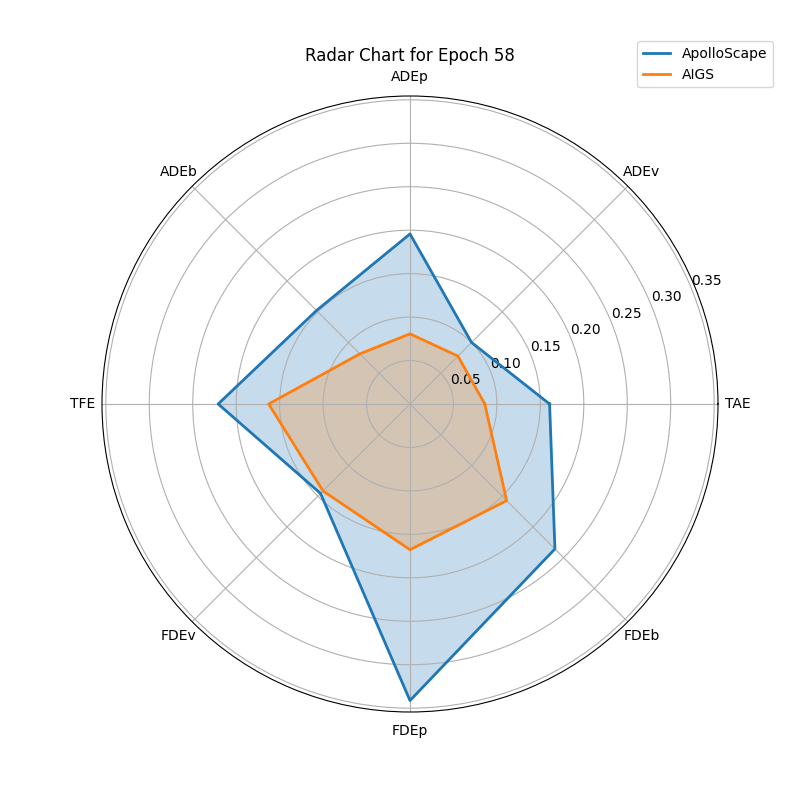 Radar Chart for Epoch 58
ApolloScape
AIGS
ADEp
ADEb
ADEv
0.35
0.30
0.25
0.20
0.15
0.10
0.05
TFE
TAE
FDEv
FDEb
FDEp